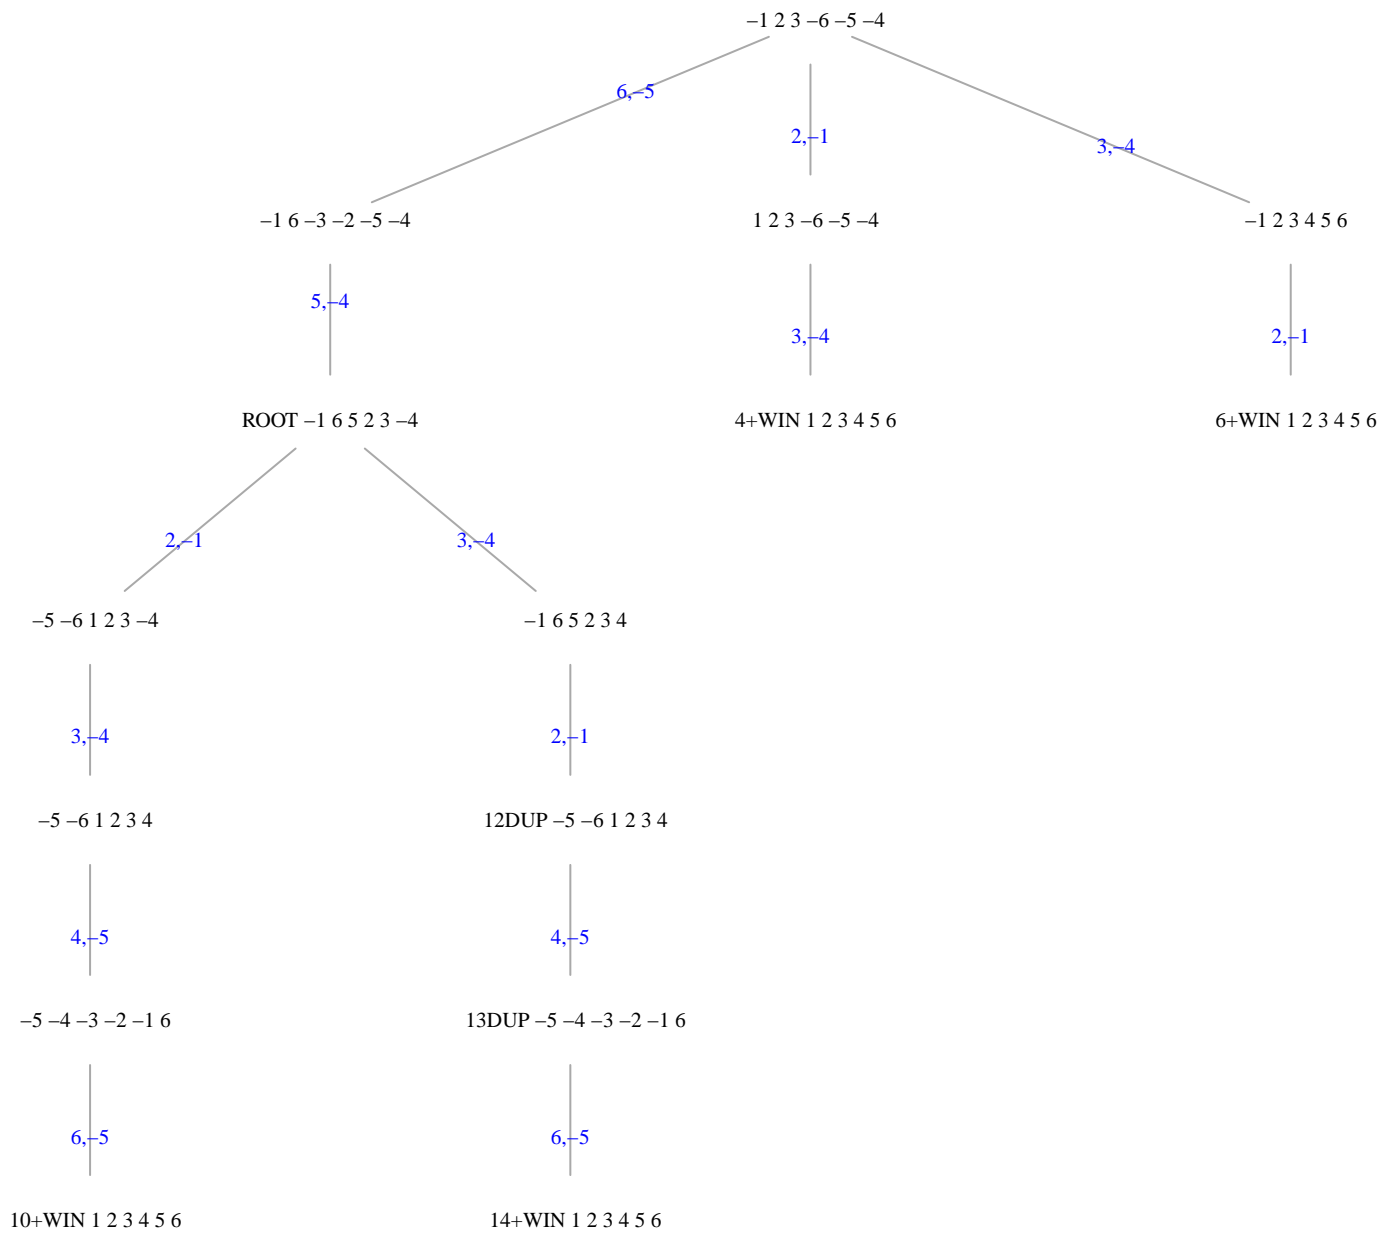 –1 2 3 –6 –5 –4
6,–5
2,–1
3,–4
–1 6 –3 –2 –5 –4
1 2 3 –6 –5 –4
–1 2 3 4 5 6
5,–4
3,–4
2,–1
ROOT –1 6 5 2 3 –4
4+WIN 1 2 3 4 5 6
6+WIN 1 2 3 4 5 6
2,–1
3,–4
–5 –6 1 2 3 –4
–1 6 5 2 3 4
3,–4
2,–1
–5 –6 1 2 3 4
12DUP –5 –6 1 2 3 4
4,–5
4,–5
–5 –4 –3 –2 –1 6
13DUP –5 –4 –3 –2 –1 6
6,–5
6,–5
10+WIN 1 2 3 4 5 6
14+WIN 1 2 3 4 5 6